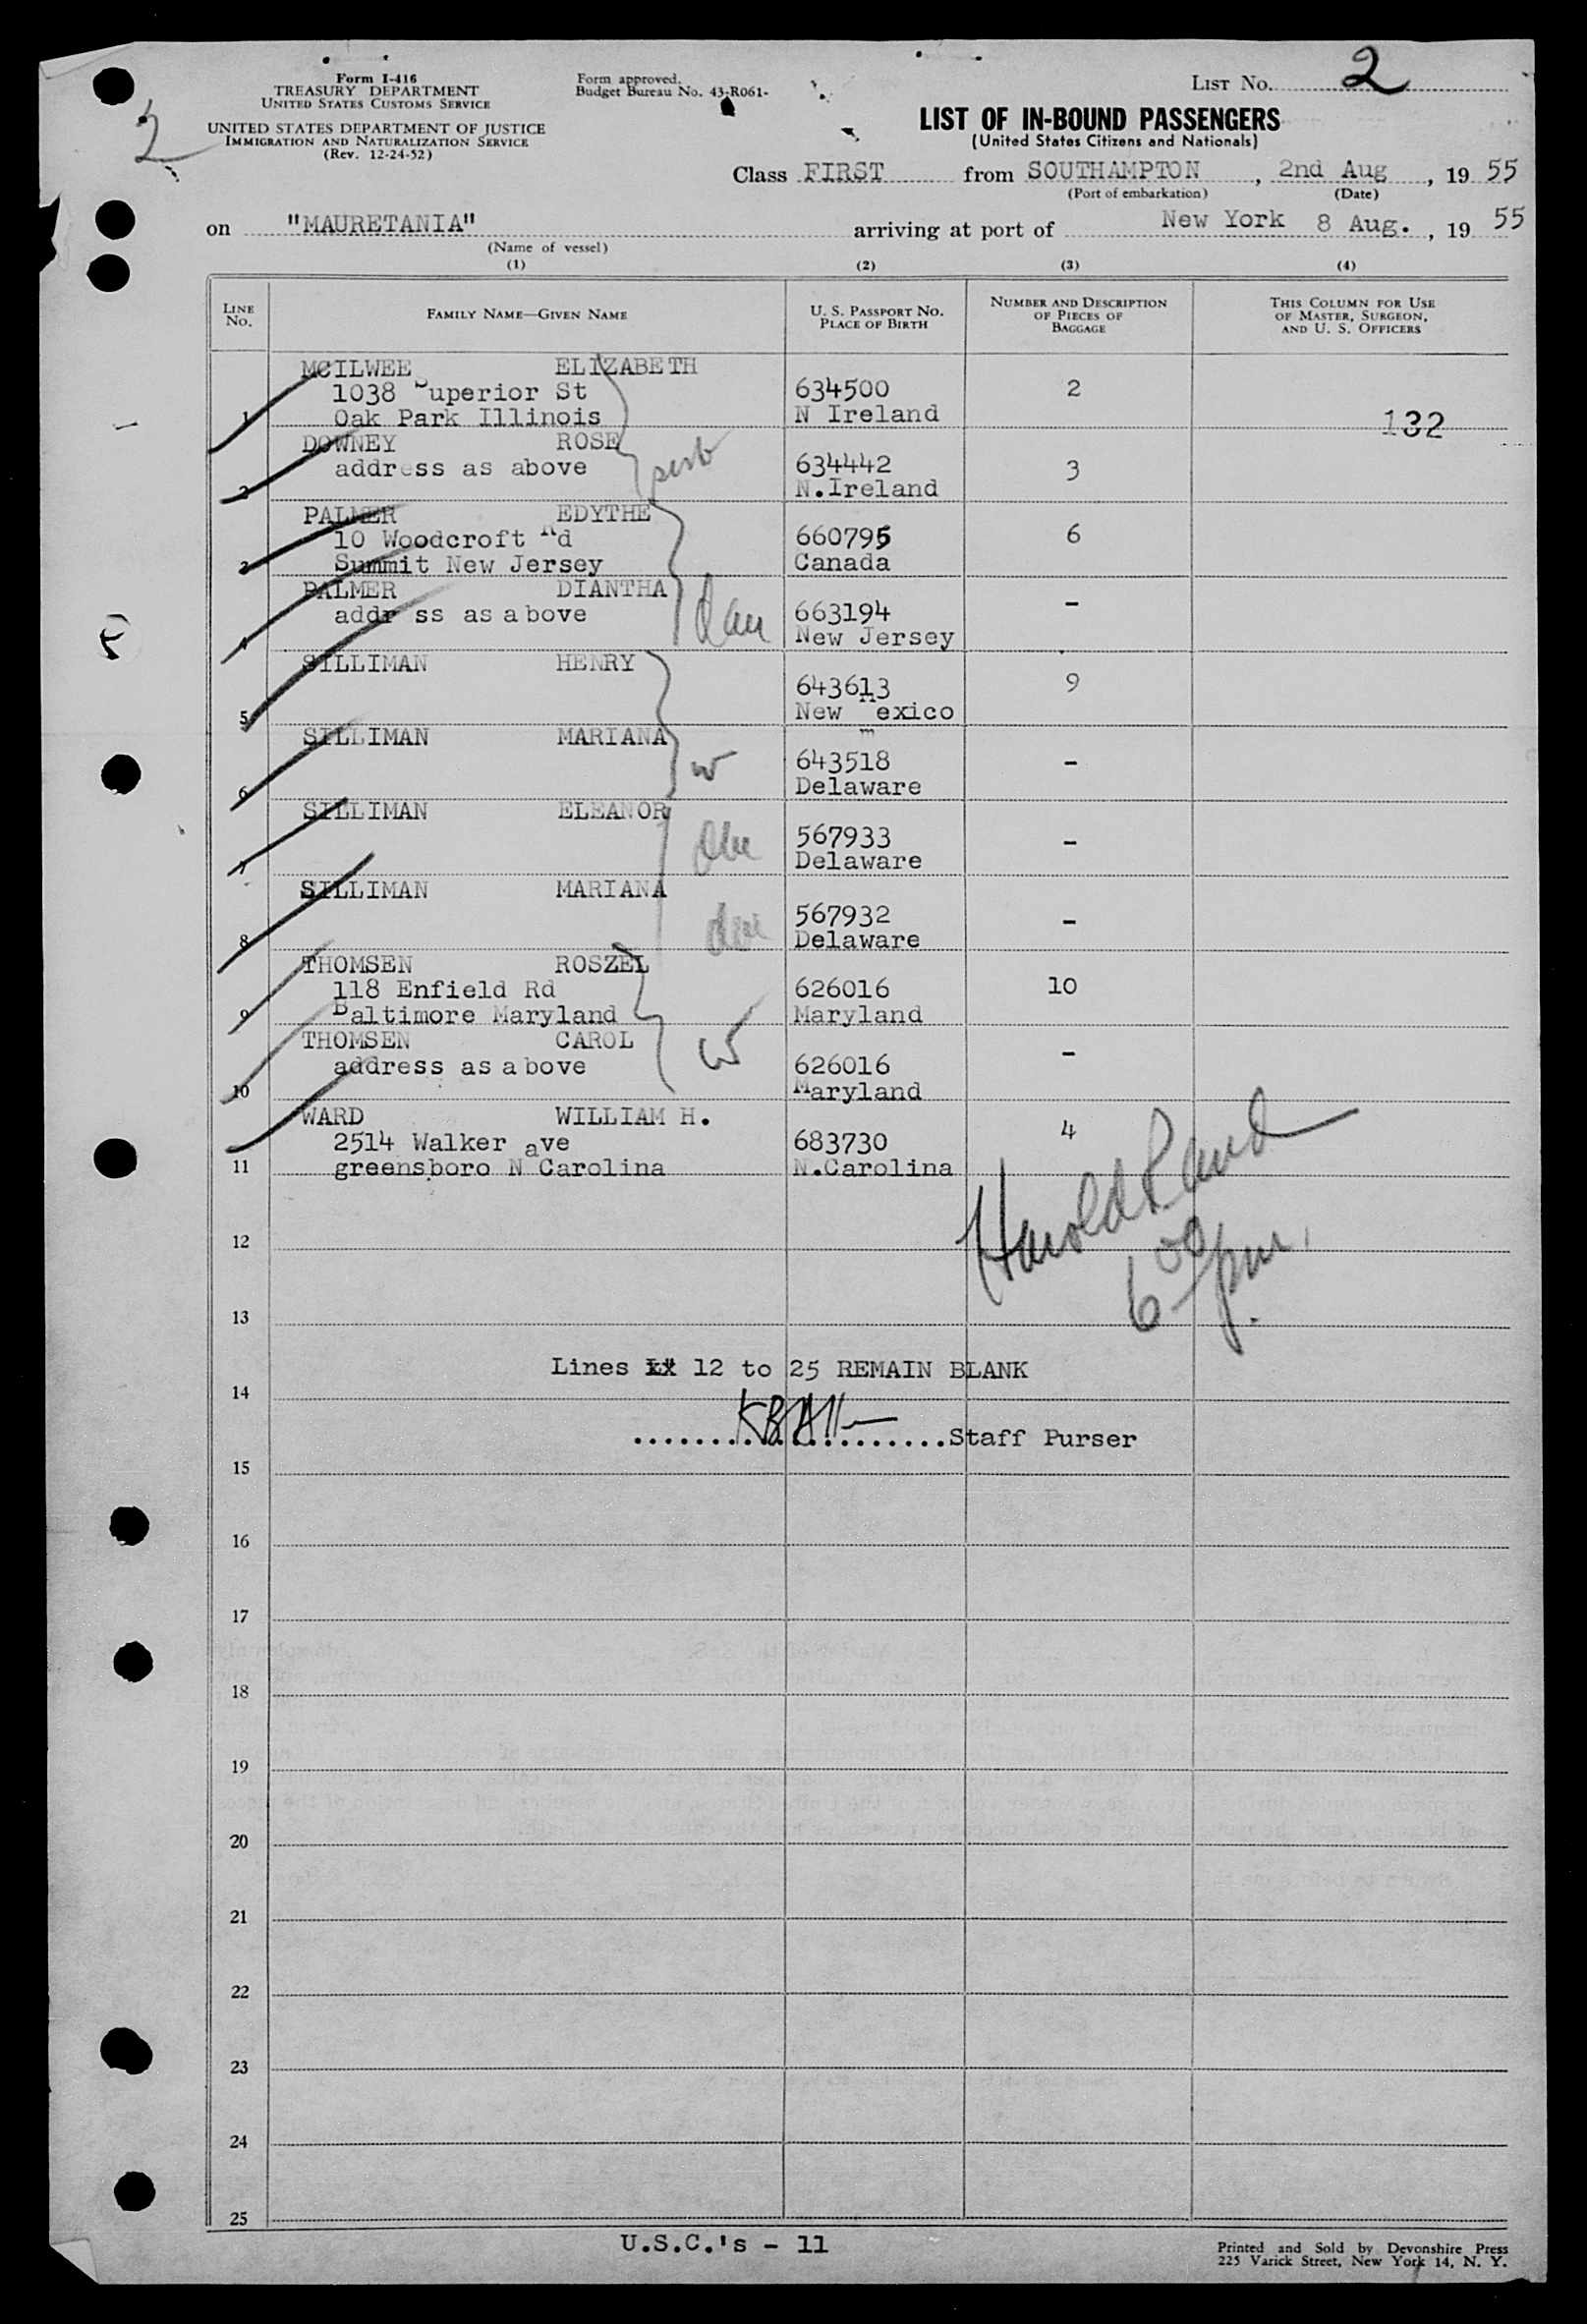 Form I-416
TREASURY DEPARTMENT
UNITED STATES CUSTOMS SERVICE
UNITED STATES DEPARTMENT OF JUSTICE
IMMIGRATION AND NATURALIZATION SERVICE
(Rev. 12-24-52)
Form approved.
Budget Bureau No. 43-R061-
LIST No. 2
2
LIST OF IN-BOUND PASSENGERS
(United States Citizens and Nationals)
Class FIRST from SOUTHAMPTON, 2nd Aug, 19 55
(Port of embarkation) (Date)
on "MAURETANIA" arriving at port of New York 8 Aug., 19 55
(Name of vessel)
(1) (2) (3) (4)
LINE No. FAMILY NAME—GIVEN NAME U. S. PASSPORT NO. PLACE OF BIRTH NUMBER AND DESCRIPTION OF PIECES OF BAGGAGE THIS COLUMN FOR USE OF MASTER, SURGEON, AND U. S. OFFICERS
MCILWEE ELIZABETH
1038 Superior St 634500 2
1 Oak Park Illinois N Ireland 132
DOWNEY ROSE
address as above 634442 3
2 N.Ireland
PALMER EDYTHE
10 Woodcroft Rd 660795 6
3 Summit New Jersey Canada
PALMER DIANTHA
addr ss as above 663194 -
4 New Jersey
SILLIMAN HENRY
643613 9
5 New Mexico
m
SILLIMAN MARIANA
w 643518 -
6 Delaware
SILLIMAN ELEANOR
567933 -
7 Delaware
SILLIMAN MARIANA
567932 -
8 Delaware
THOMSEN ROSZEL
118 Enfield Rd 626016 10
9 Baltimore Maryland Maryland
THOMSEN CAROL
address as above w 626016 -
10 Maryland
WARD WILLIAM H.
2514 Walker ave 683730 4
11 greensboro N Carolina N.Carolina
Harold Rand
6 00 pm.
12
13
Lines 12 to 25 REMAIN BLANK
14
....................Staff Purser
15
16
17
18
19
20
21
22
23
24
25
U.S.C.'s - 11
Printed and Sold by Devonshire Press
225 Varick Street, New York 14, N. Y.